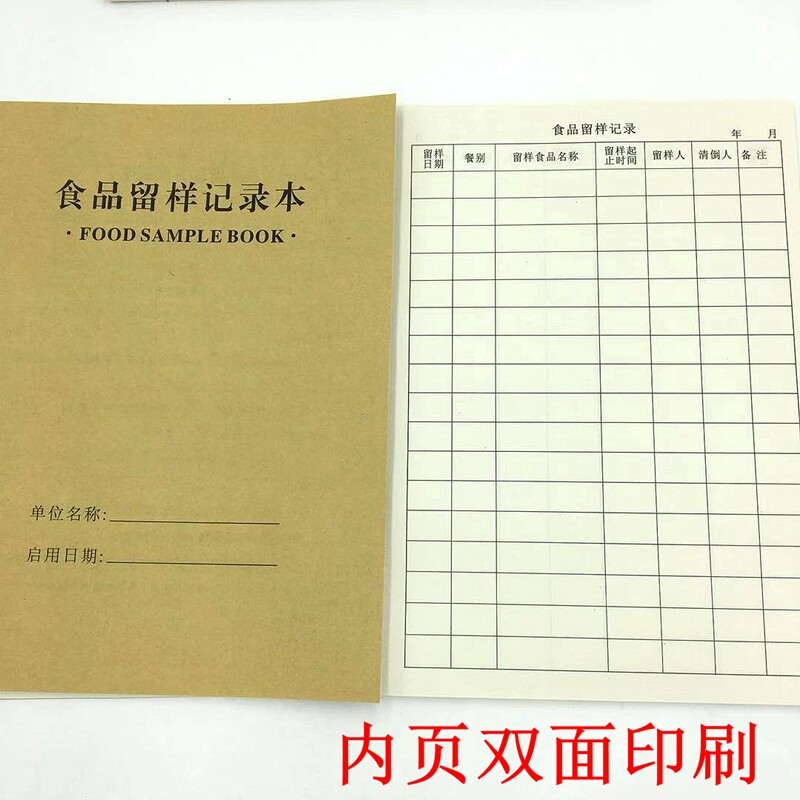 食品留样记录本
·FOOD SAMPLE BOOK·
单位名称:
启用日期:
食品留样记录
年 月
留样日期 餐别 留样食品名称 留样起止时间 留样人 清倒人 备注
内页双面印刷